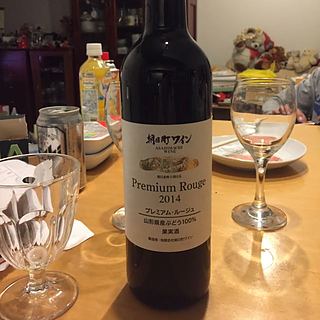 朝日町ワイン
ASAHIMACHI
WINE
Premium Rouge
2014
プレミアム・ルージュ
山形県産ぶどう100%
果実酒